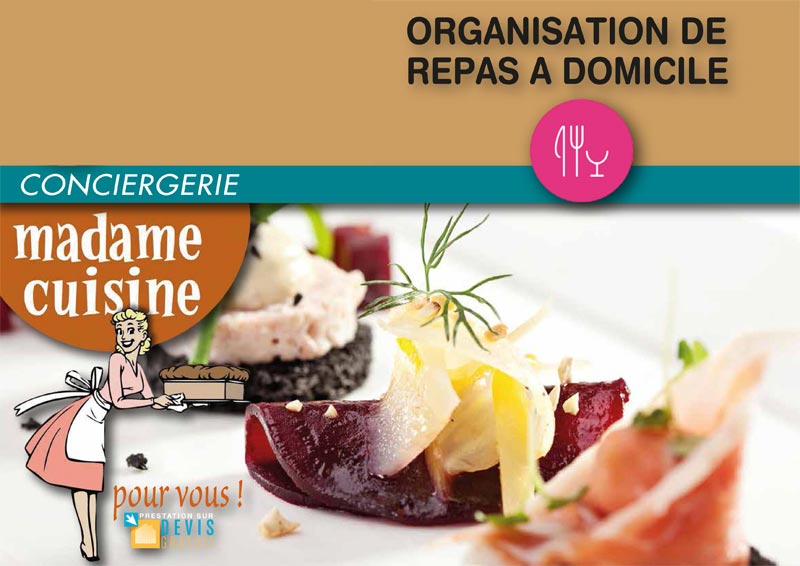 ORGANISATION DE
REPAS A DOMICILE
CONCIERGERIE
madame
cuisine
pour vous !
PRESTATION SUR
DEVIS